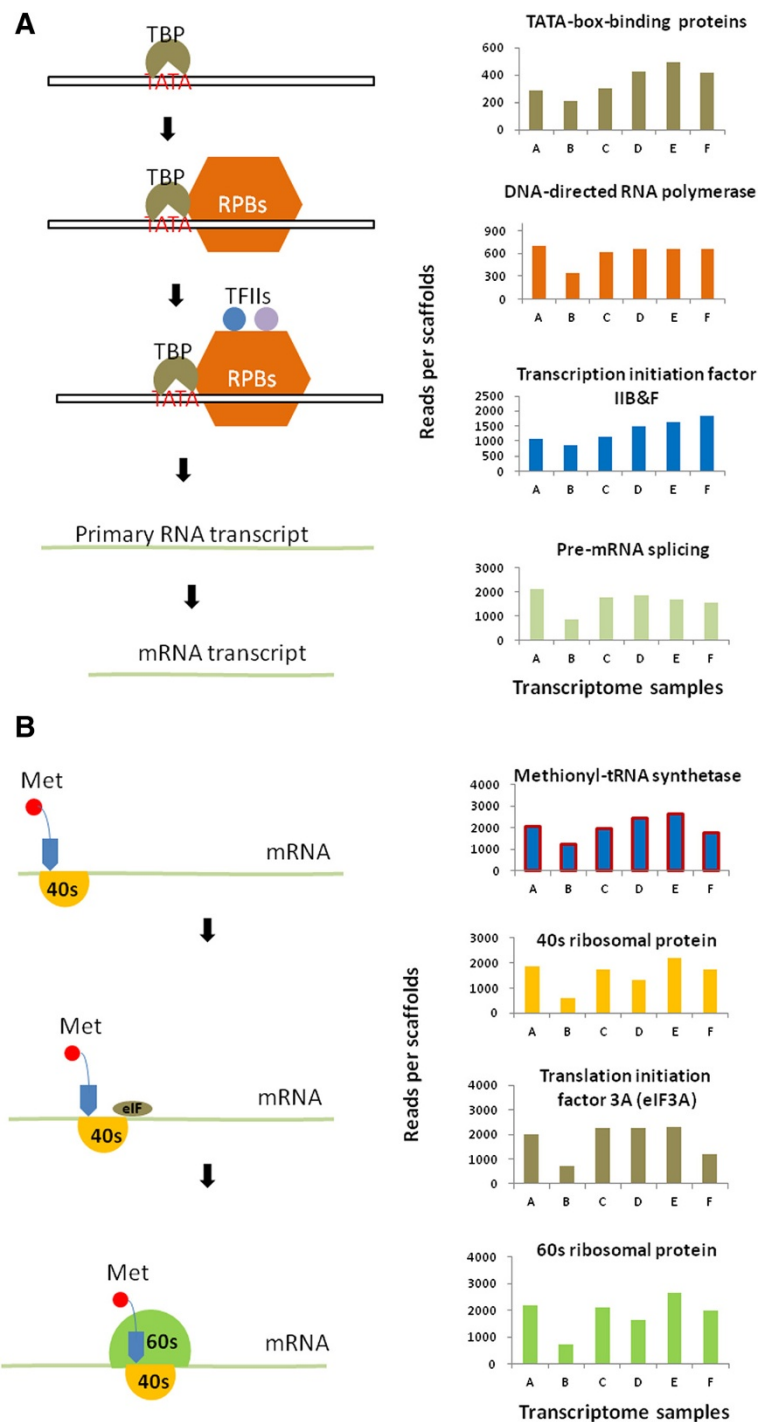 A
TBP
TATA
TBP
RPBs
TATA
TFIIs
TBP
RPBs
TATA
Primary RNA transcript
mRNA transcript
Reads per scaffolds
TATA-box-binding proteins
600
400
200
0
A B C D E F
DNA-directed RNA polymerase
900
600
300
0
A B C D E F
Transcription initiation factor
IIB&F
2500
2000
1500
1000
500
0
A B C D E F
Pre-mRNA splicing
3000
2000
1000
0
A B C D E F
Transcriptome samples
B
Met
mRNA
40s
Met
eIF
mRNA
40s
Met
60s
mRNA
40s
Reads per scaffolds
Methionyl-tRNA synthetase
4000
3000
2000
1000
0
A B C D E F
40s ribosomal protein
3000
2000
1000
0
A B C D E F
Translation initiation
factor 3A (eIF3A)
4000
3000
2000
1000
0
A B C D E F
60s ribosomal protein
4000
3000
2000
1000
0
A B C D E F
Transcriptome samples